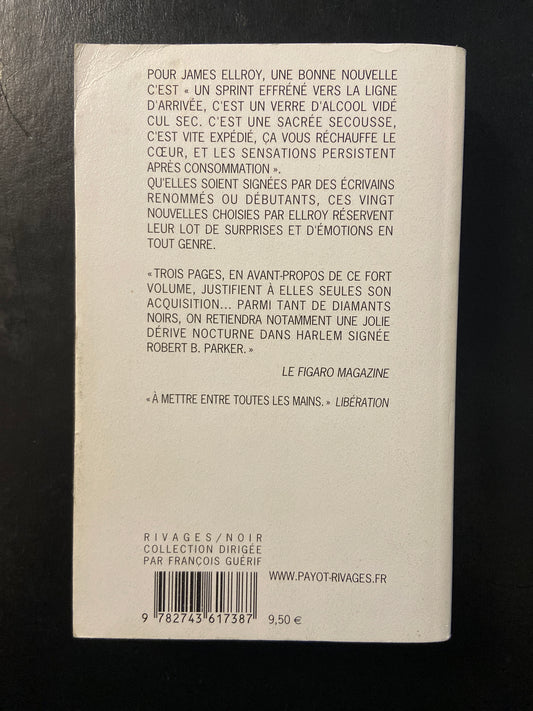 POUR JAMES ELLROY, UNE BONNE NOUVELLE
C'EST « UN SPRINT EFFRÉNÉ VERS LA LIGNE
D'ARRIVÉE, C'EST UN VERRE D'ALCOOL VIDÉ
CUL SEC. C'EST UNE SACRÉE SECOUSSE,
C'EST VITE EXPÉDIÉ, ÇA VOUS RÉCHAUFFE LE
CŒUR, ET LES SENSATIONS PERSISTENT
APRÈS CONSOMMATION ».
QU'ELLES SOIENT SIGNÉES PAR DES ÉCRIVAINS
RENOMMÉS OU DÉBUTANTS, CES VINGT
NOUVELLES CHOISIES PAR ELLROY RÉSERVENT
LEUR LOT DE SURPRISES ET D'ÉMOTIONS EN
TOUT GENRE.
« TROIS PAGES, EN AVANT-PROPOS DE CE FORT
VOLUME, JUSTIFIENT À ELLES SEULES SON
ACQUISITION... PARMI TANT DE DIAMANTS
NOIRS, ON RETIENDRA NOTAMMENT UNE JOLIE
DÉRIVE NOCTURNE DANS HARLEM SIGNÉE
ROBERT B. PARKER. »
LE FIGARO MAGAZINE
« À METTRE ENTRE TOUTES LES MAINS. » LIBÉRATION
RIVAGES/NOIR
COLLECTION DIRIGÉE
PAR FRANÇOIS GUÉRIF
WWW.PAYOT-RIVAGES.FR
9 782743 617387
9,50 €